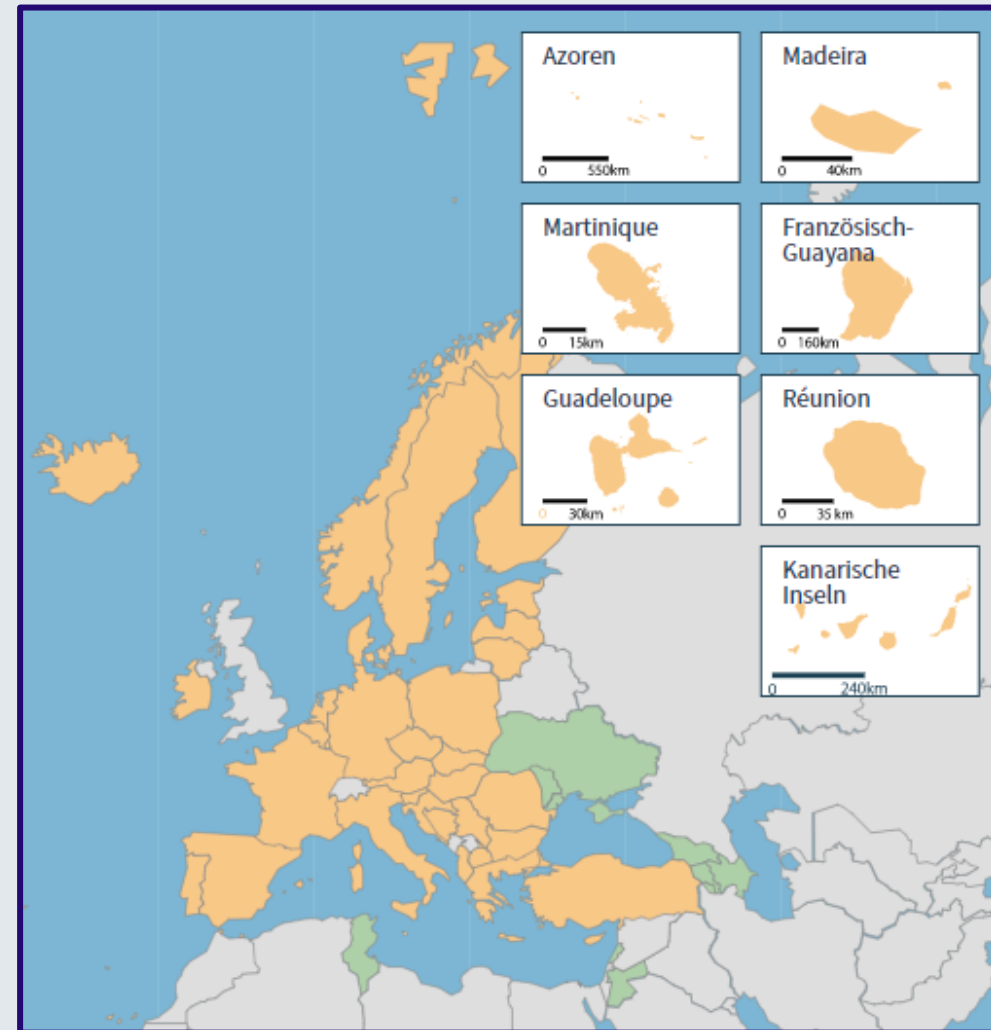 Azoren
0 550km
Madeira
0 40km
Martinique
0 15km
Französisch-
Guayana
0 160km
Guadeloupe
0 30km
Réunion
0 35 km
Kanarische
Inseln
0 240km